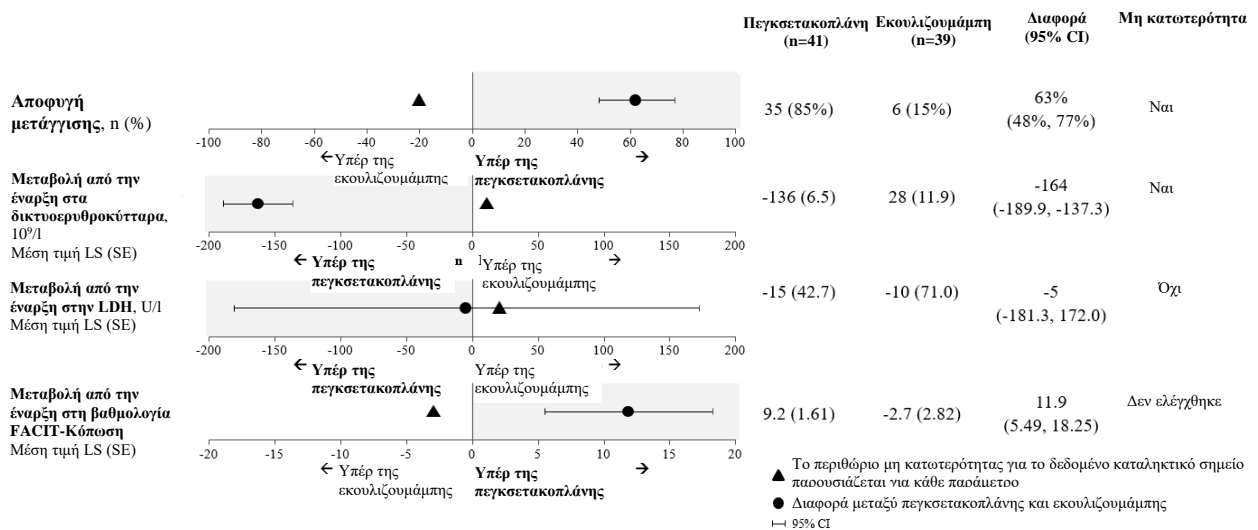 Πεγκσετακοπλάνη (n=41)
Εκουλιζουμάμπη (n=39)
Διαφορά (95% CI)
Μη κατωτερότητα
Αποφυγή
μετάγγισης, n (%)
35 (85%)
6 (15%)
63%
(48%, 77%)
Ναι
-100 -80 -60 -40 -20 0 20 40 60 80 100
← Υπέρ της εκουλιζουμάμπης
Υπέρ της πεγκσετακοπλάνης →
Μεταβολή από την
έναρξη στα
δικτυοερυθροκύτταρα,
10⁹/l
Μέση τιμή LS (SE)
-136 (6.5)
28 (11.9)
-164
(-189.9, -137.3)
Ναι
-200 -150 -100 -50 0 50 100 150 200
← Υπέρ της πεγκσετακοπλάνης
n
Υπέρ της εκουλιζουμάμπης →
Μεταβολή από την
έναρξη στην LDH, U/l
Μέση τιμή LS (SE)
-15 (42.7)
-10 (71.0)
-5
(-181.3, 172.0)
Όχι
-200 -150 -100 -50 0 50 100 150 200
← Υπέρ της πεγκσετακοπλάνης
Υπέρ της εκουλιζουμάμπης →
Μεταβολή από την
έναρξη στη βαθμολογία
FACIT-Κόπωση
Μέση τιμή LS (SE)
9.2 (1.61)
-2.7 (2.82)
11.9
(5.49, 18.25)
Δεν ελέγχθηκε
-20 -15 -10 -5 0 5 10 15 20
← Υπέρ της εκουλιζουμάμπης
Υπέρ της πεγκσετακοπλάνης →
▲ Το περιθώριο μη κατωτερότητας για το δεδομένο καταληκτικό σημείο
παρουσιάζεται για κάθε παράμετρο
● Διαφορά μεταξύ πεγκσετακοπλάνης και εκουλιζουμάμπης
95% CI